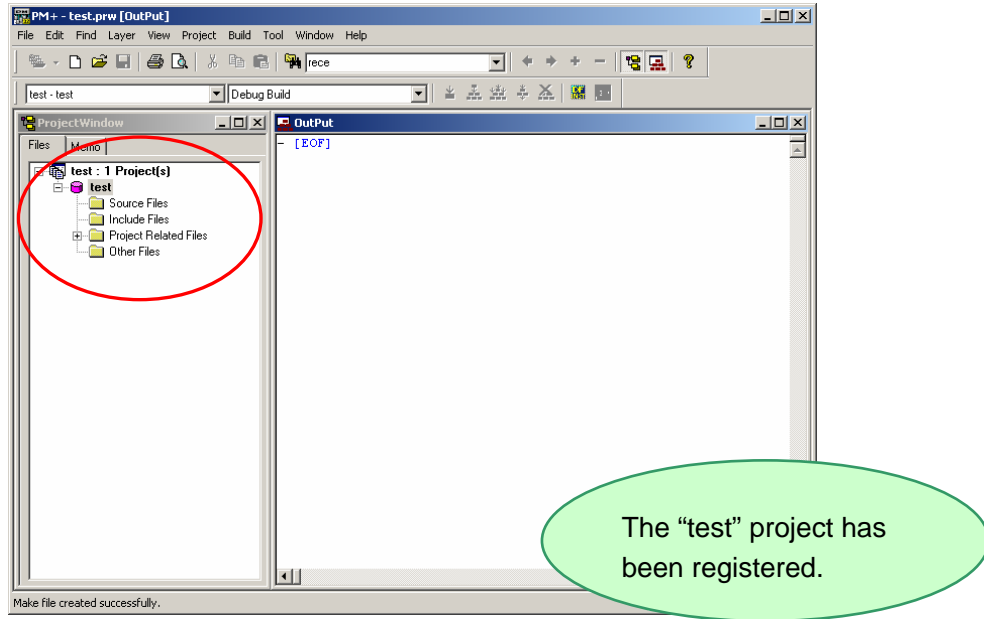 PM+ - test.prw [OutPut]
File Edit Find Layer View Project Build Tool Window Help
rece
test - test
Debug Build
ProjectWindow
OutPut
Files Memo
[EOF]
test : 1 Project(s)
test
Source Files
Include Files
Project Related Files
Other Files
The “test” project has
been registered.
Make file created successfully.